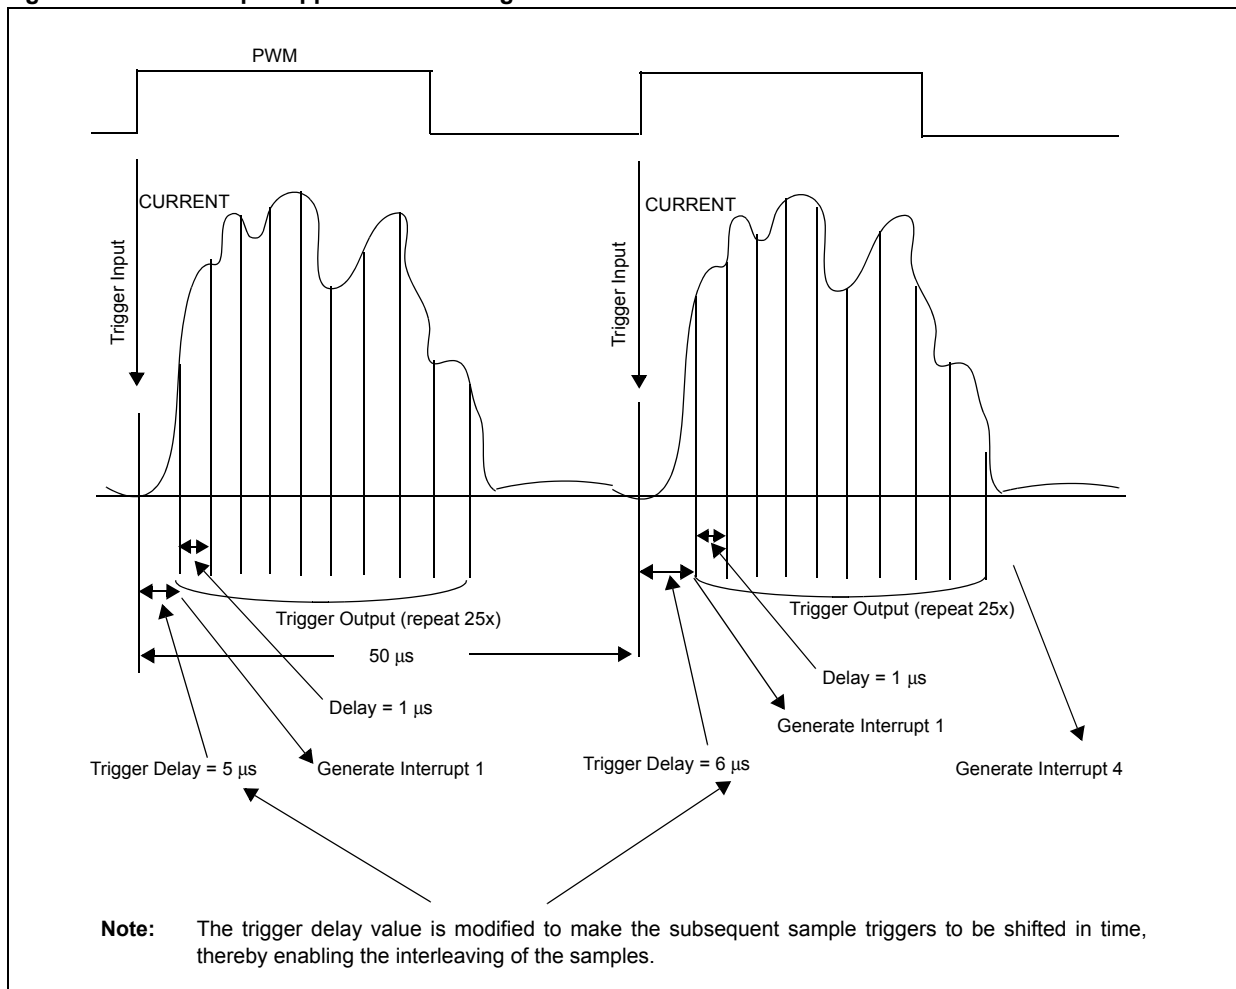 PWM
CURRENT
CURRENT
Trigger Input
Trigger Input
Trigger Output (repeat 25x)
Trigger Output (repeat 25x)
50 μs
Delay = 1 μs
Delay = 1 μs
Generate Interrupt 1
Trigger Delay = 5 μs
Generate Interrupt 1
Trigger Delay = 6 μs
Generate Interrupt 4
Note: The trigger delay value is modified to make the subsequent sample triggers to be shifted in time,
thereby enabling the interleaving of the samples.